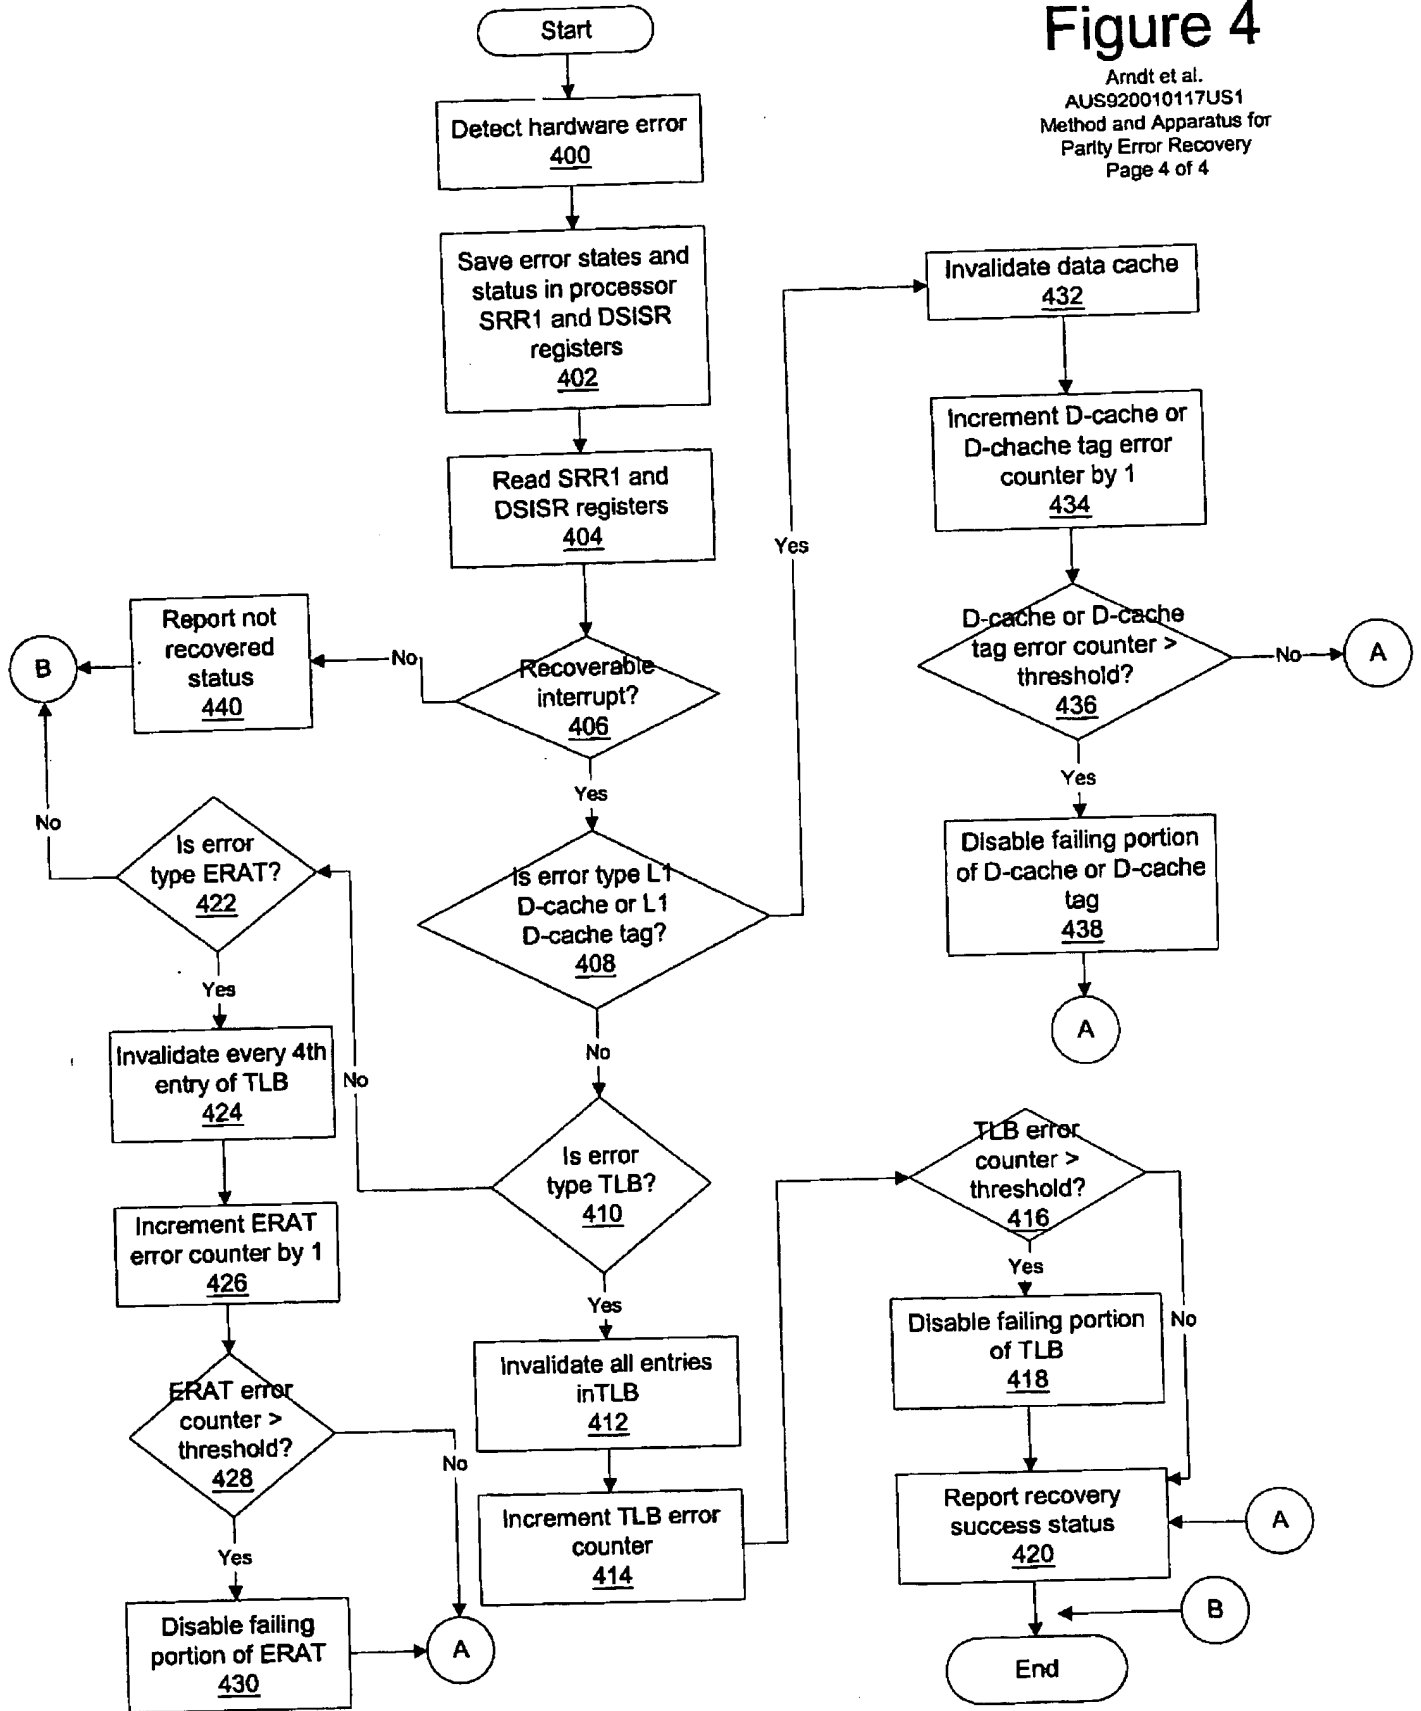 Figure 4
Arndt et al.
AUS920010117US1
Method and Apparatus for
Parity Error Recovery
Page 4 of 4
Start
Detect hardware error
400
Save error states and
status in processor
SRR1 and DSISR
registers
402
Read SRR1 and
DSISR registers
404
Recoverable
interrupt?
406
No
Report not
recovered
status
440
B
Yes
Is error type L1
D-cache or L1
D-cache tag?
408
Yes
Invalidate data cache
432
Increment D-cache or
D-chache tag error
counter by 1
434
D-cache or D-cache
tag error counter >
threshold?
436
No
A
Yes
Disable failing portion
of D-cache or D-cache
tag
438
A
No
Is error
type TLB?
410
No
Is error
type ERAT?
422
No
Yes
Invalidate every 4th
entry of TLB
424
Increment ERAT
error counter by 1
426
ERAT error
counter >
threshold?
428
No
Yes
Disable failing
portion of ERAT
430
A
Yes
Invalidate all entries
inTLB
412
Increment TLB error
counter
414
TLB error
counter >
threshold?
416
Yes
No
Disable failing portion
of TLB
418
Report recovery
success status
420
A
B
End